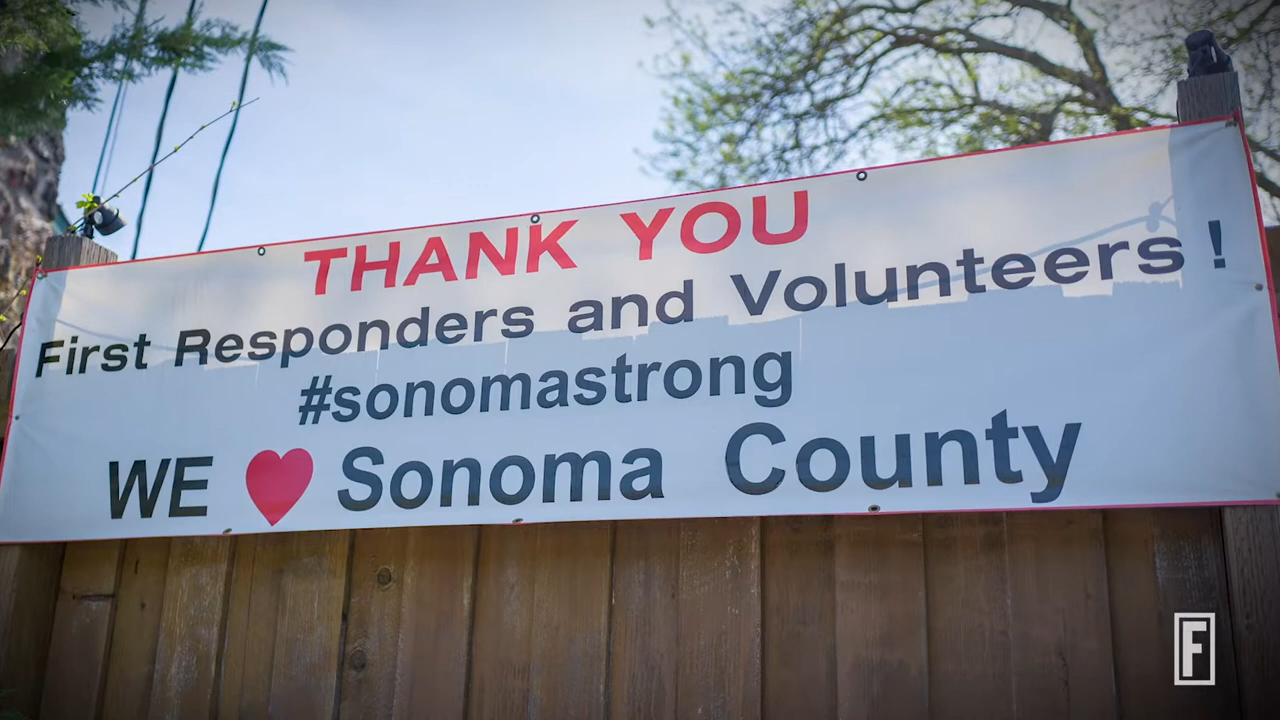 THANK YOU
First Responders and Volunteers !
#sonomastrong
WE ♥ Sonoma County
F